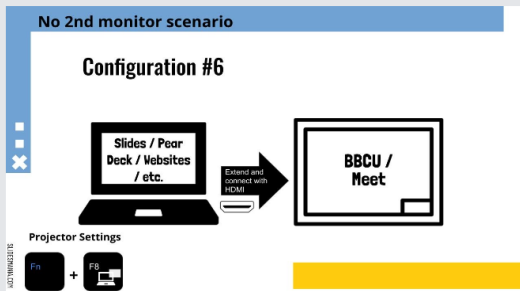 No 2nd monitor scenario
Configuration #6
Slides / Pear
Deck / Websites
/ etc.
Extend and
connect with
HDMI
BBCU /
Meet
Projector Settings
Fn
+
F8
SLIDESMANIA.COM